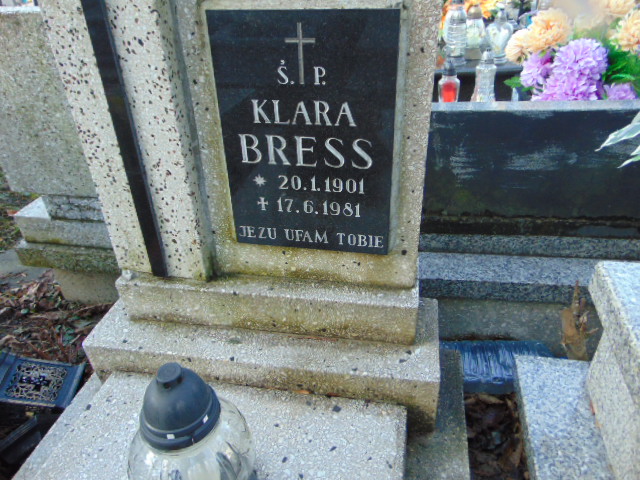 Ś. P.
KLARA
BRESS
* 20.1.1901
✝ 17.6.1981
JEZU UFAM TOBIE